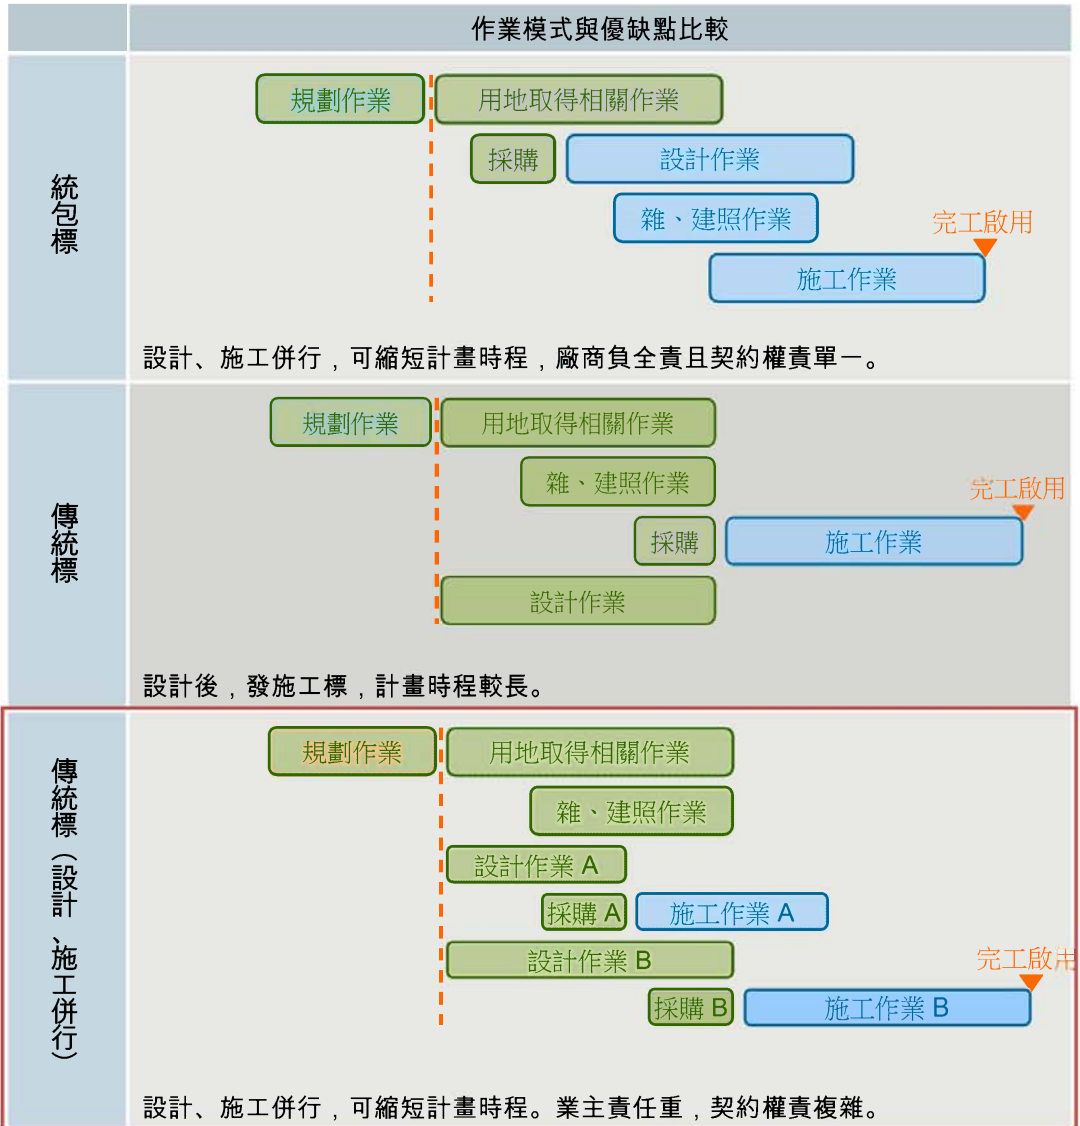 作業模式與優缺點比較
統包標
規劃作業
用地取得相關作業
採購
設計作業
雜、建照作業
完工啟用
施工作業
設計、施工併行，可縮短計畫時程，廠商負全責且契約權責單一。
傳統標
規劃作業
用地取得相關作業
雜、建照作業
完工啟用
採購
施工作業
設計作業
設計後，發施工標，計畫時程較長。
傳統標（設計、施工併行）
規劃作業
用地取得相關作業
雜、建照作業
設計作業 A
採購 A
施工作業 A
設計作業 B
完工啟用
採購 B
施工作業 B
設計、施工併行，可縮短計畫時程。業主責任重，契約權責複雜。